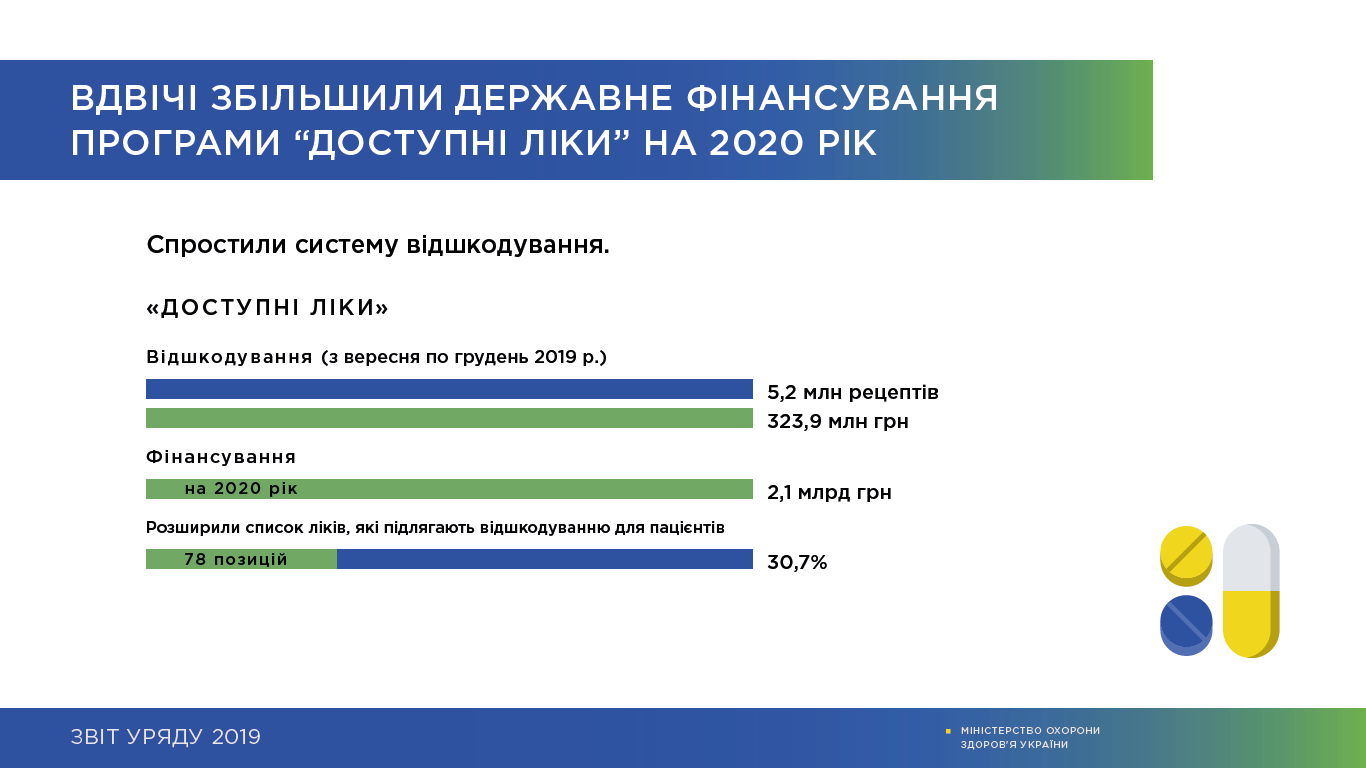 ВДВІЧІ ЗБІЛЬШИЛИ ДЕРЖАВНЕ ФІНАНСУВАННЯ
ПРОГРАМИ “ДОСТУПНІ ЛІКИ” НА 2020 РІК
Спростили систему відшкодування.
«ДОСТУПНІ ЛІКИ»
Відшкодування (з вересня по грудень 2019 р.)
5,2 млн рецептів
323,9 млн грн
Фінансування
на 2020 рік
2,1 млрд грн
Розширили список ліків, які підлягають відшкодуванню для пацієнтів
78 позицій
30,7%
ЗВІТ УРЯДУ 2019
МІНІСТЕРСТВО ОХОРОНИ
ЗДОРОВ'Я УКРАЇНИ